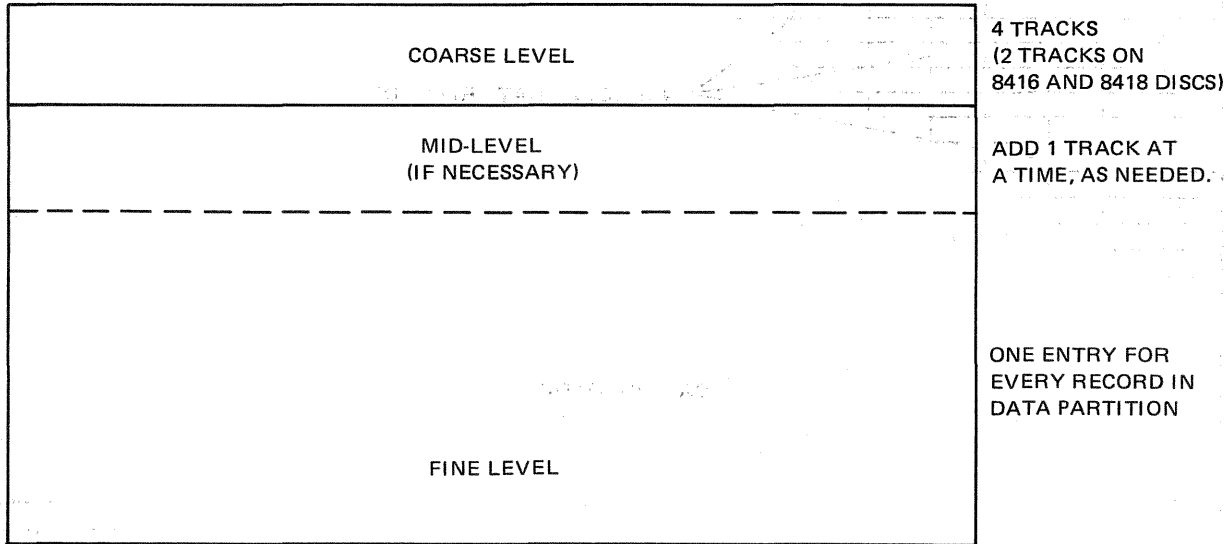 COARSE LEVEL
4 TRACKS
(2 TRACKS ON
8416 AND 8418 DISCS)
MID-LEVEL
(IF NECESSARY)
ADD 1 TRACK AT
A TIME, AS NEEDED.
ONE ENTRY FOR
EVERY RECORD IN
DATA PARTITION
FINE LEVEL